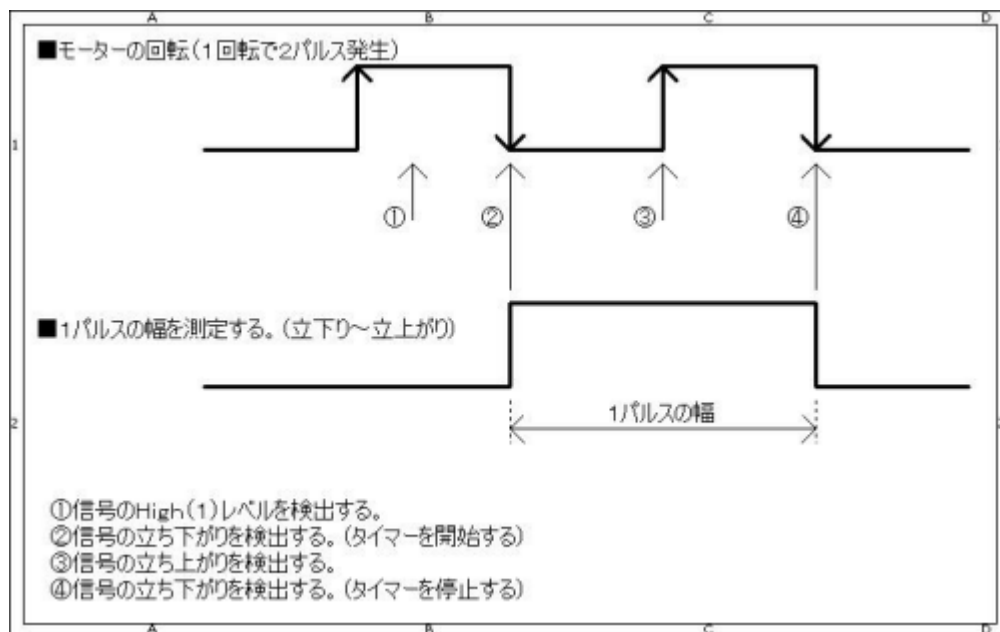 A B C D
■モーターの回転(1回転で2パルス発生)
1
① ② ③ ④
■1パルスの幅を測定する。(立下り～立上がり)
1パルスの幅
2
①信号のHigh(1)レベルを検出する。
②信号の立ち下がりを検出する。(タイマーを開始する)
③信号の立ち上がりを検出する。
④信号の立ち下がりを検出する。(タイマーを停止する)
A B C D